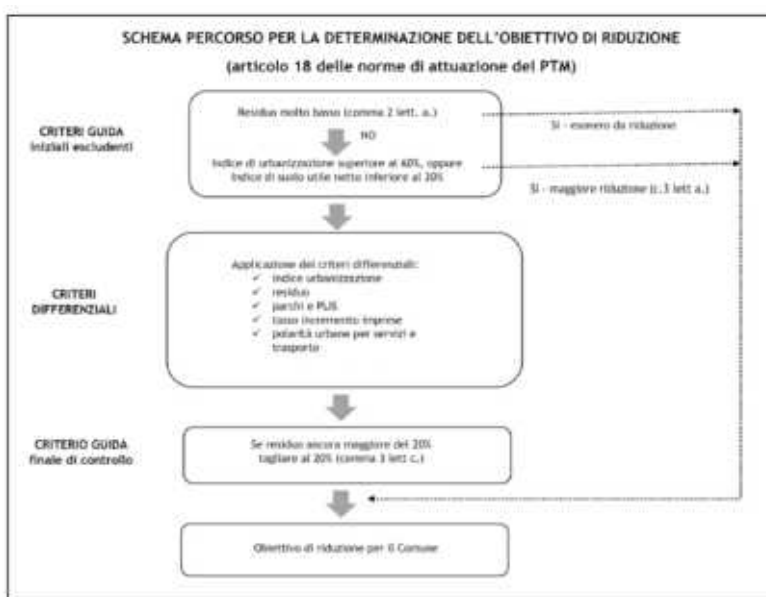 SCHEMA PERCORSO PER LA DETERMINAZIONE DELL'OBIETTIVO DI RIDUZIONE
(articolo 18 delle norme di attuazione del PTM)
CRITERI GUIDA
iniziali escludenti
Residuo molto basso (comma 2 lett. a.)
NO
SI - esonero da riduzione
Indice di urbanizzazione superiore al 60%, oppure
Indice di suolo utile netto inferiore al 20%
SI - maggiore riduzione (c.3 lett a.)
CRITERI
DIFFERENZIALI
Applicazione dei criteri differenziali:
✓ indice urbanizzazione
✓ residuo
✓ parchi e PLIS
✓ tasso incremento imprese
✓ polarità urbane per servizi e
trasporto
CRITERIO GUIDA
finale di controllo
Se residuo ancora maggiore del 20%
tagliare al 20% (comma 3 lett c.)
Obiettivo di riduzione per il Comune